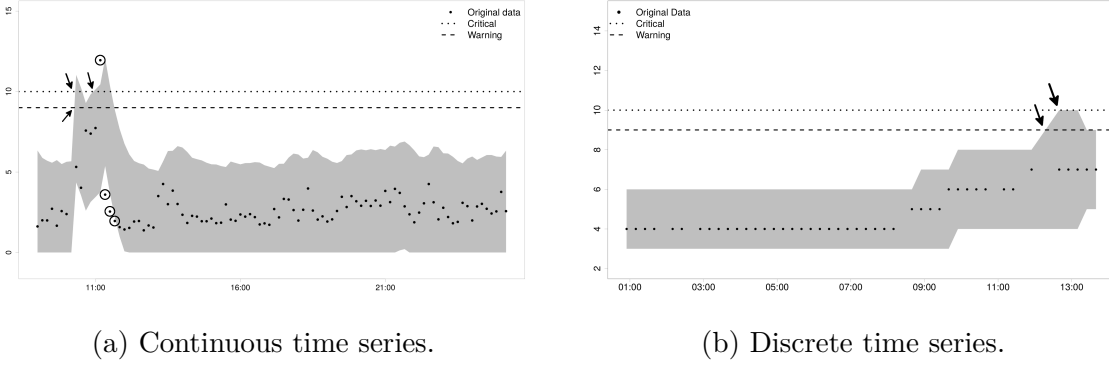 15
10
5
0
Original data
Critical
Warning
11:00 16:00 21:00
(a) Continuous time series.
14
12
10
8
6
4
2
Original Data
Critical
Warning
01:00 03:00 05:00 07:00 09:00 11:00 13:00
(b) Discrete time series.